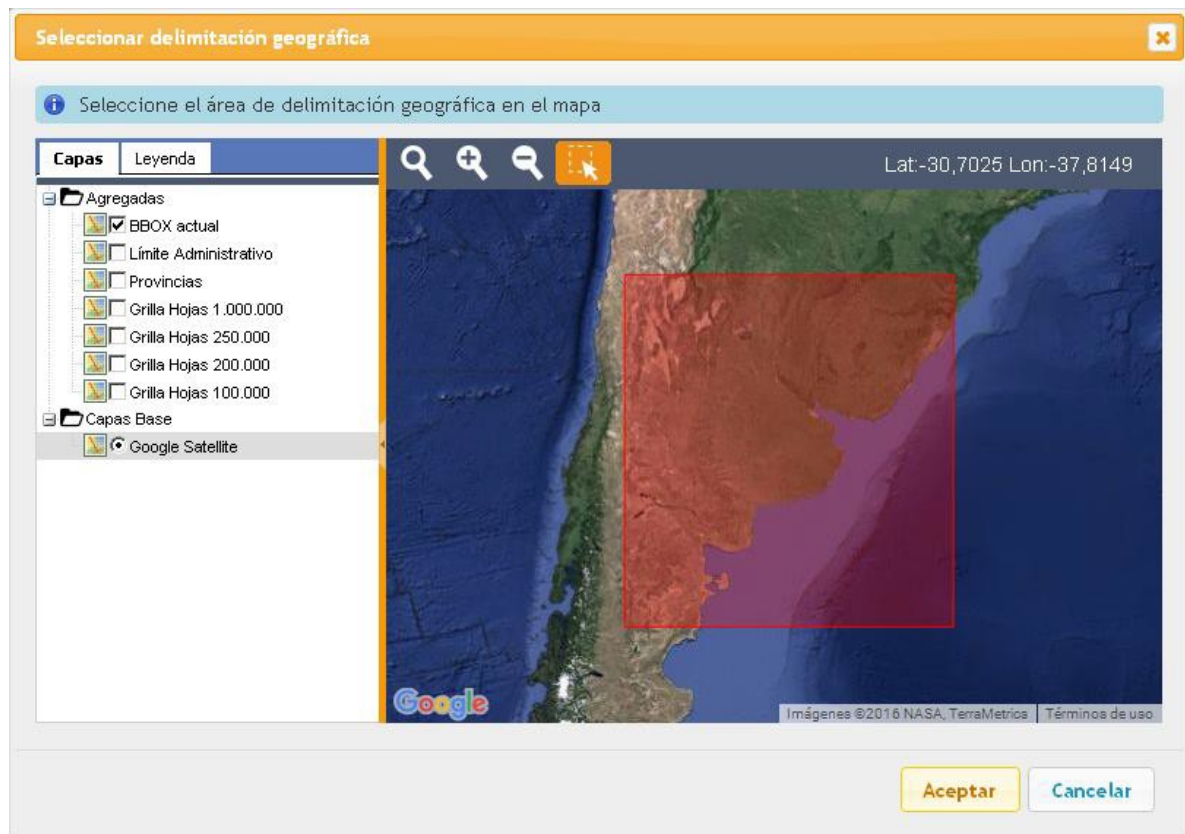 Seleccionar delimitación geográfica
Seleccione el área de delimitación geográfica en el mapa
Capas
Leyenda
Lat:-30,7025 Lon:-37,8149
Agregadas
BBOX actual
Límite Administrativo
Provincias
Grilla Hojas 1.000.000
Grilla Hojas 250.000
Grilla Hojas 200.000
Grilla Hojas 100.000
Capas Base
Google Satellite
Google
Imágenes ©2016 NASA, TerraMetrics
Términos de uso
Aceptar
Cancelar